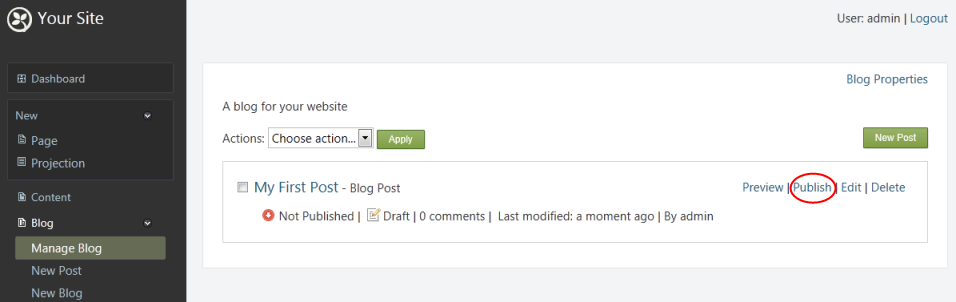 Your Site
User: admin | Logout
Dashboard
New
Page
Projection
Content
Blog
Manage Blog
New Post
New Blog
Blog Properties
A blog for your website
Actions: Choose action... Apply
New Post
My First Post - Blog Post
Preview | Publish | Edit | Delete
Not Published | Draft | 0 comments | Last modified: a moment ago | By admin